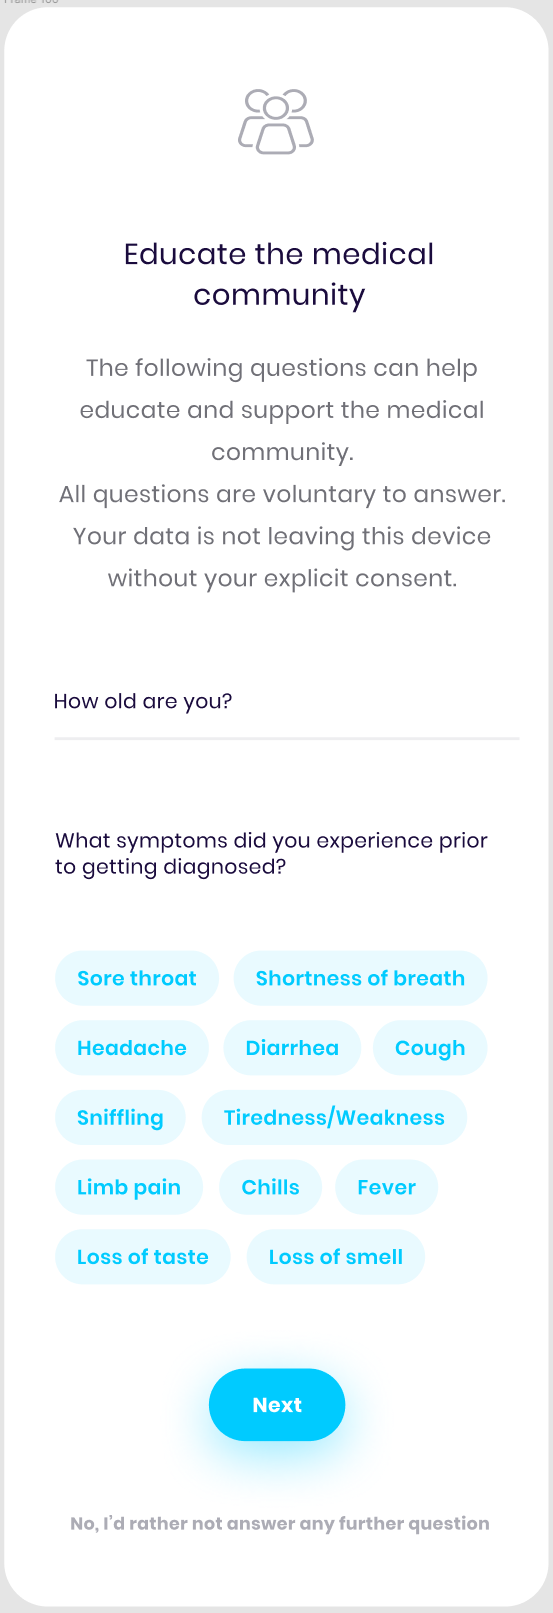 Educate the medical
community
The following questions can help
educate and support the medical
community.
All questions are voluntary to answer.
Your data is not leaving this device
without your explicit consent.
How old are you?
What symptoms did you experience prior
to getting diagnosed?
Sore throat
Shortness of breath
Headache
Diarrhea
Cough
Sniffling
Tiredness/Weakness
Limb pain
Chills
Fever
Loss of taste
Loss of smell
Next
No, I'd rather not answer any further question